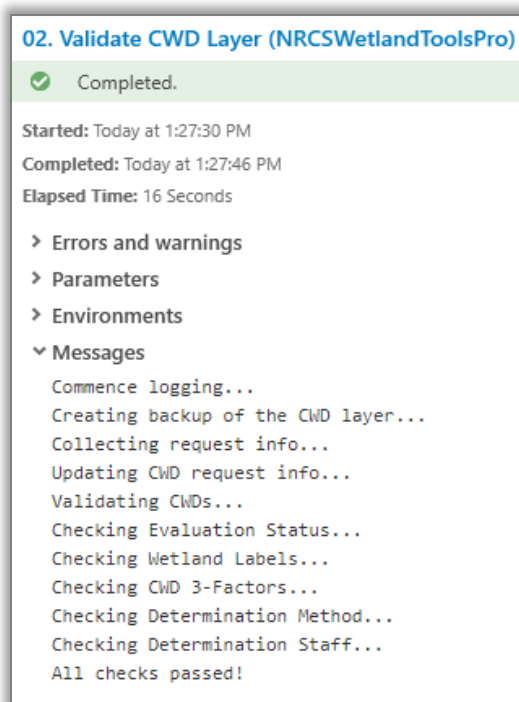 02. Validate CWD Layer (NRCSWetlandToolsPro)
Completed.
Started: Today at 1:27:30 PM
Completed: Today at 1:27:46 PM
Elapsed Time: 16 Seconds
Errors and warnings
Parameters
Environments
Messages
Commence logging...
Creating backup of the CWD layer...
Collecting request info...
Updating CWD request info...
Validating CWDs...
Checking Evaluation Status...
Checking Wetland Labels...
Checking CWD 3-Factors...
Checking Determination Method...
Checking Determination Staff...
All checks passed!